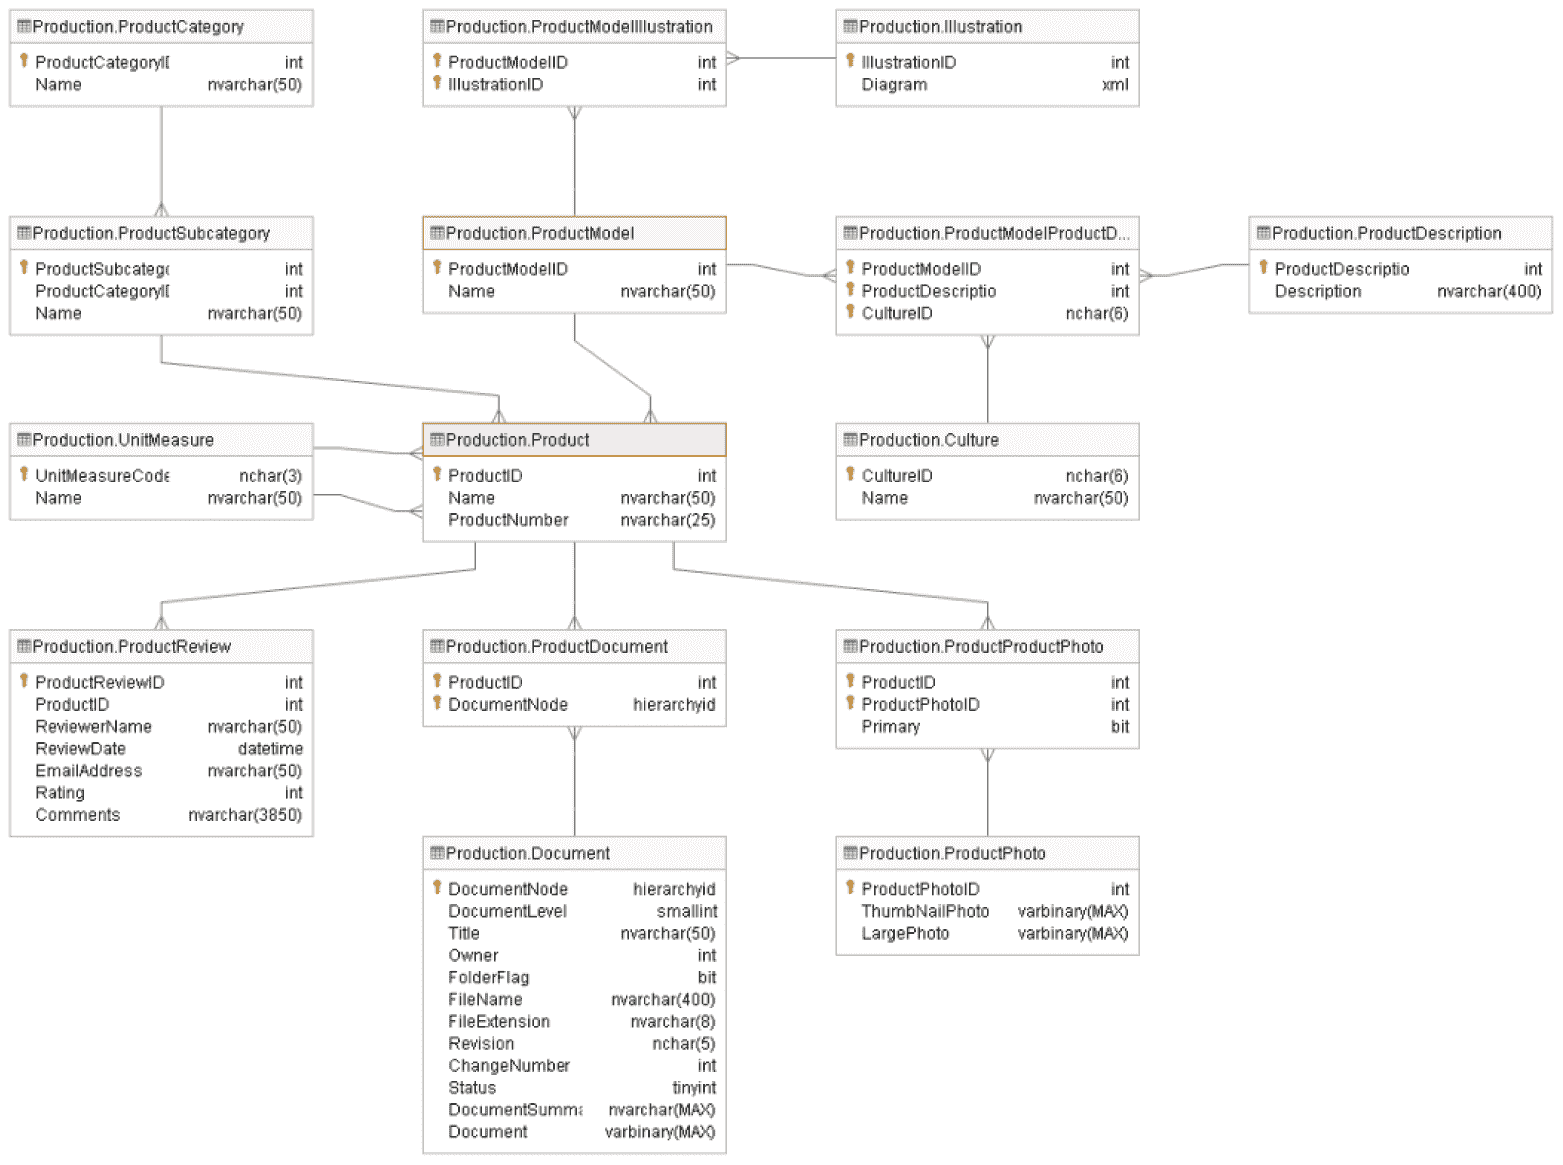 Production.ProductCategory
ProductCategoryI int
Name nvarchar(50)
Production.ProductModelIllustration
ProductModelID int
IllustrationID int
Production.Illustration
IllustrationID int
Diagram xml
Production.ProductSubcategory
ProductSubcateg int
ProductCategoryI int
Name nvarchar(50)
Production.ProductModel
ProductModelID int
Name nvarchar(50)
Production.ProductModelProductD...
ProductModelID int
ProductDescriptio int
CultureID nchar(6)
Production.ProductDescription
ProductDescriptio int
Description nvarchar(400)
Production.UnitMeasure
UnitMeasureCode nchar(3)
Name nvarchar(50)
Production.Product
ProductID int
Name nvarchar(50)
ProductNumber nvarchar(25)
Production.Culture
CultureID nchar(6)
Name nvarchar(50)
Production.ProductReview
ProductReviewID int
ProductID int
ReviewerName nvarchar(50)
ReviewDate datetime
EmailAddress nvarchar(50)
Rating int
Comments nvarchar(3850)
Production.ProductDocument
ProductID int
DocumentNode hierarchyid
Production.ProductProductPhoto
ProductID int
ProductPhotoID int
Primary bit
Production.Document
DocumentNode hierarchyid
DocumentLevel smallint
Title nvarchar(50)
Owner int
FolderFlag bit
FileName nvarchar(400)
FileExtension nvarchar(8)
Revision nchar(5)
ChangeNumber int
Status tinyint
DocumentSumma nvarchar(MAX)
Document varbinary(MAX)
Production.ProductPhoto
ProductPhotoID int
ThumbNailPhoto varbinary(MAX)
LargePhoto varbinary(MAX)